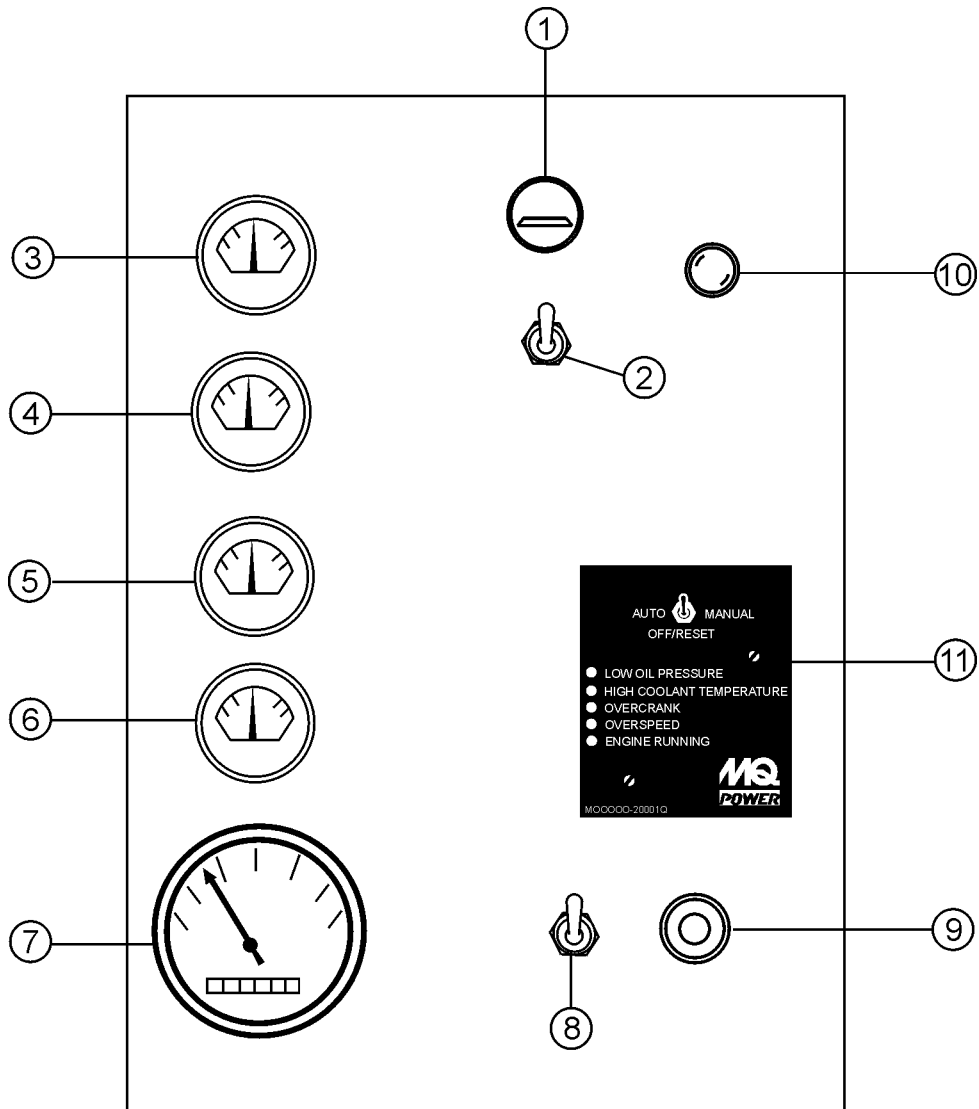 1
3
10
2
4
5
AUTO MANUAL
OFF/RESET
11
LOW OIL PRESSURE
HIGH COOLANT TEMPERATURE
6
OVERCRANK
OVERSPEED
ENGINE RUNNING
MQ
POWER
MOOOOO-20001Q
7
9
8